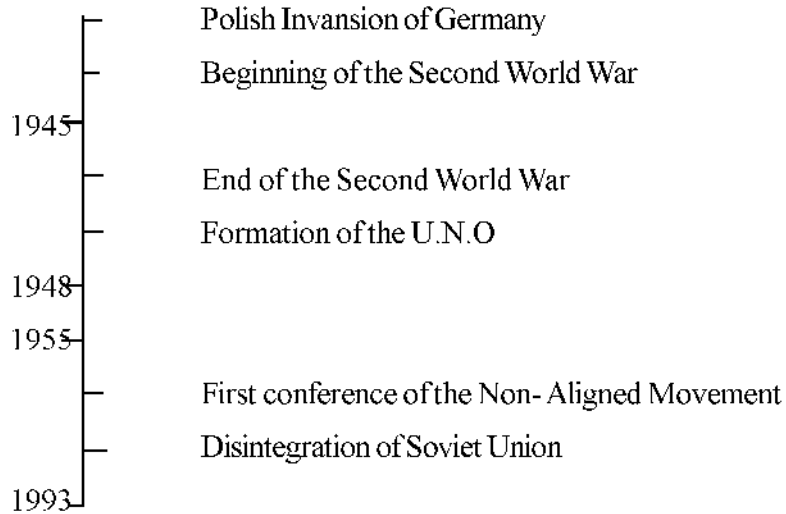 Polish Invansion of Germany
Beginning of the Second World War
1945
End of the Second World War
Formation of the U.N.O
1948
1955
First conference of the Non- Aligned Movement
Disintegration of Soviet Union
1993